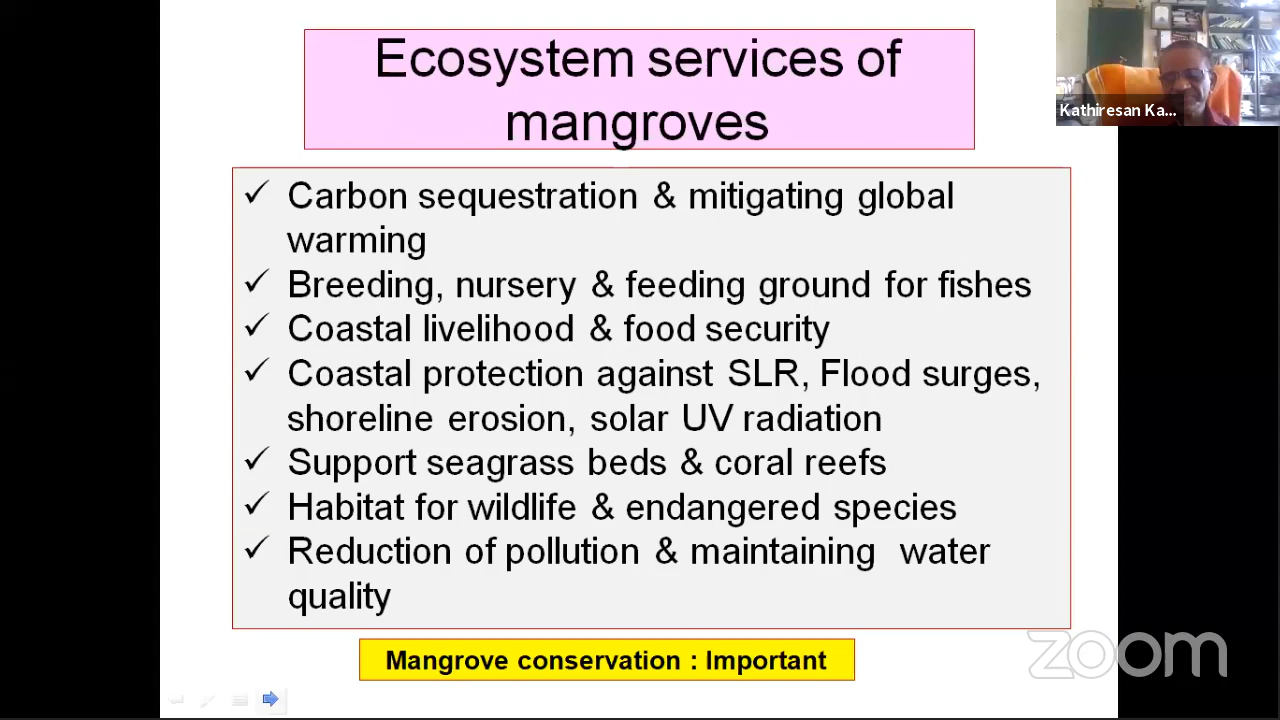 Ecosystem services of
mangroves
Kathiresan Ka...
✓ Carbon sequestration & mitigating global
warming
✓ Breeding, nursery & feeding ground for fishes
✓ Coastal livelihood & food security
✓ Coastal protection against SLR, Flood surges,
shoreline erosion, solar UV radiation
✓ Support seagrass beds & coral reefs
✓ Habitat for wildlife & endangered species
✓ Reduction of pollution & maintaining water
quality
Mangrove conservation : Important
zoom